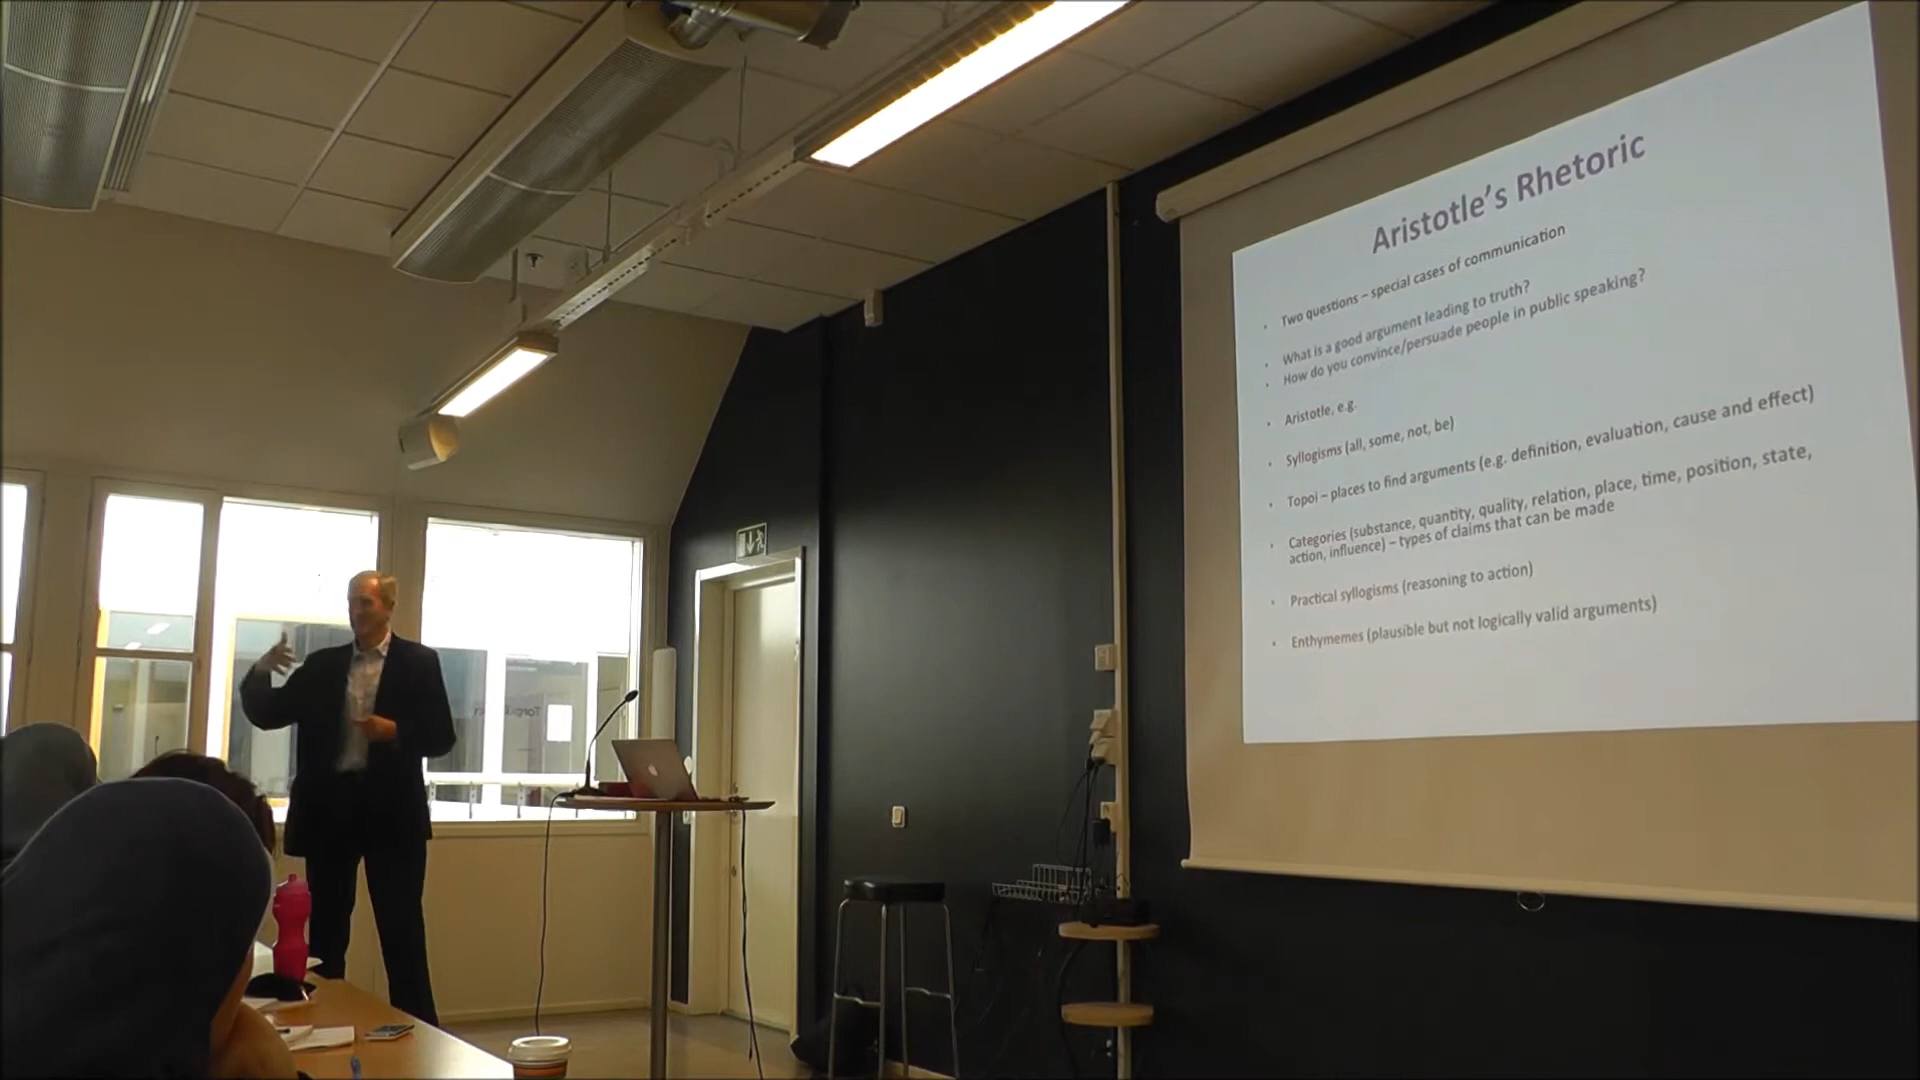 Aristotle's Rhetoric
• Two questions – special cases of communication
• What is a good argument leading to truth?
• How do you convince/persuade people in public speaking?
• Aristotle, e.g.
• Syllogisms (all, some, not, be)
• Topoi – places to find arguments (e.g. definition, evaluation, cause and effect)
• Categories (substance, quantity, quality, relation, place, time, position, state,
action, influence) – types of claims that can be made
• Practical syllogisms (reasoning to action)
• Enthymemes (plausible but not logically valid arguments)